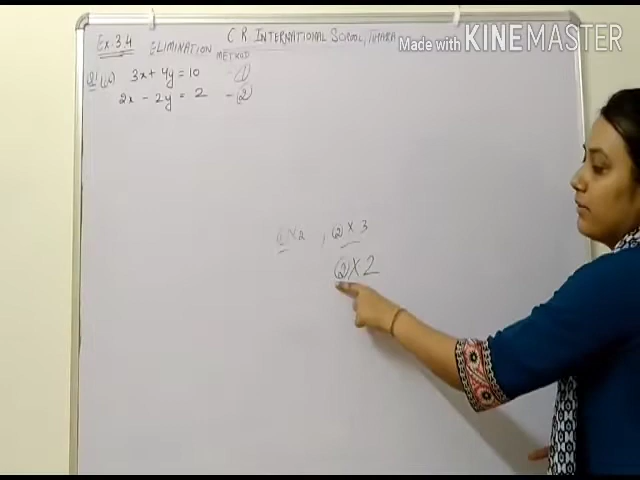 C R INTERNATIONAL SCHOOL,
Made with KINEMASTER
Ex. 3.4 ELIMINATION METHOD
3x + 4y = 10 - (1)
2x - 2y = 2 - (2)
(1) X 2 , (2) X 3
(2) X 2